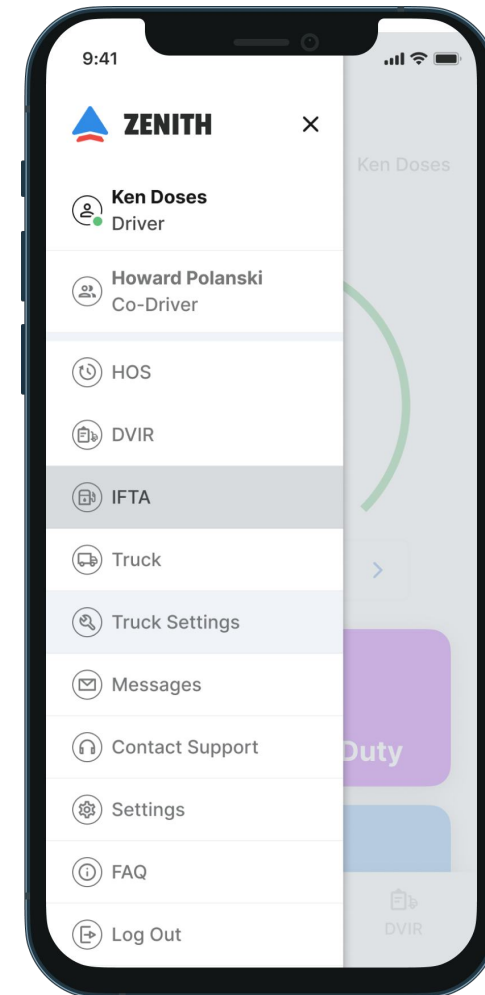 9:41
ZENITH
Ken Doses
Ken Doses
Driver
Howard Polanski
Co-Driver
HOS
DVIR
IFTA
Truck
Truck Settings
Messages
Contact Support
Duty
Settings
FAQ
DVIR
Log Out